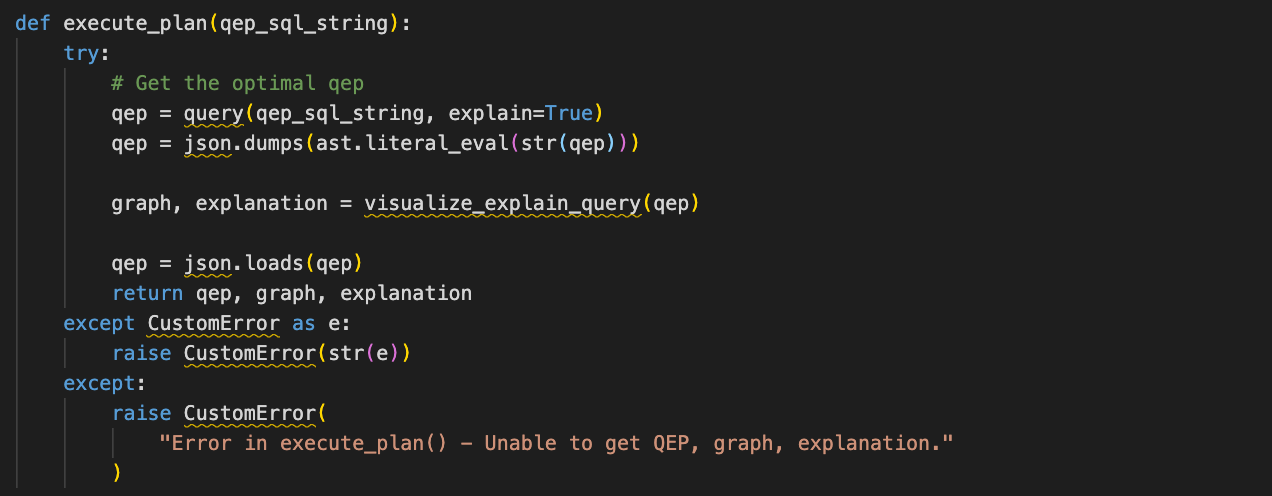 def execute_plan(qep_sql_string):
    try:
        # Get the optimal qep
        qep = query(qep_sql_string, explain=True)
        qep = json.dumps(ast.literal_eval(str(qep)))

        graph, explanation = visualize_explain_query(qep)

        qep = json.loads(qep)
        return qep, graph, explanation
    except CustomError as e:
        raise CustomError(str(e))
    except:
        raise CustomError(
            "Error in execute_plan() - Unable to get QEP, graph, explanation."
        )